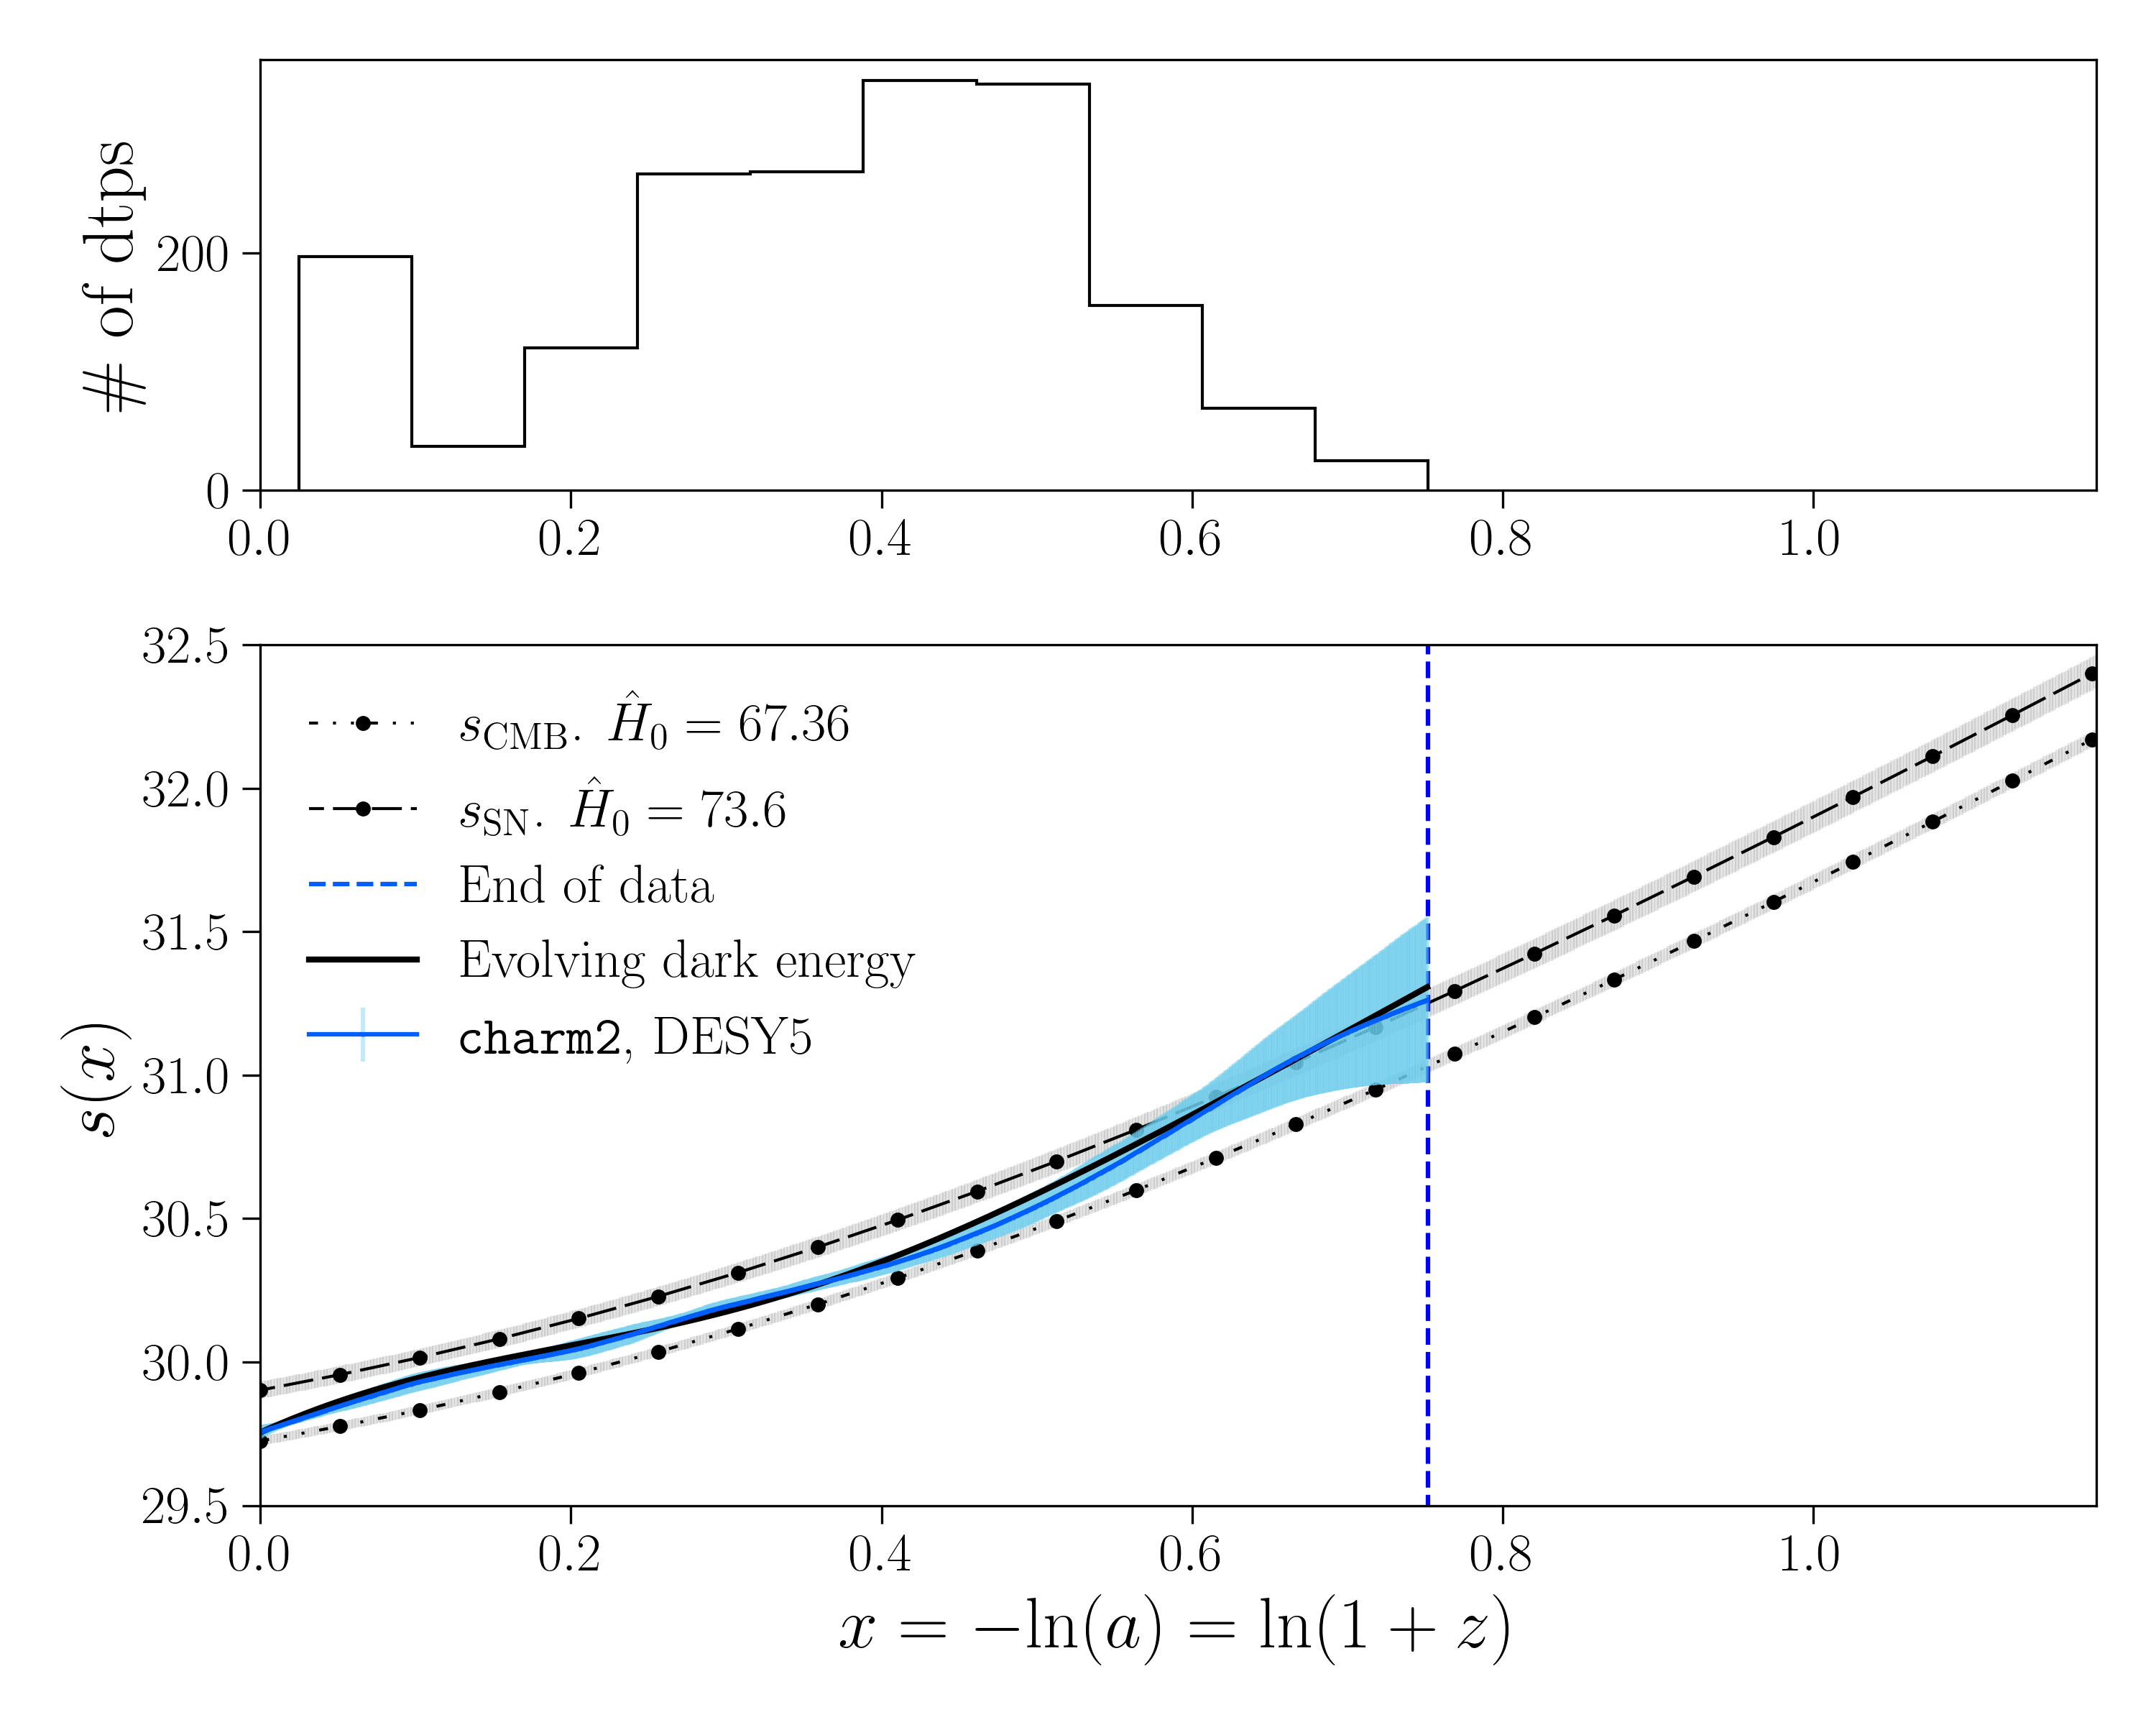 # of dtps
200
0
0.0 0.2 0.4 0.6 0.8 1.0
s(x)
32.5
32.0
31.5
31.0
30.5
30.0
29.5
s_CMB. Ĥ_0 = 67.36
s_SN. Ĥ_0 = 73.6
End of data
Evolving dark energy
charm2, DESY5
0.0 0.2 0.4 0.6 0.8 1.0
x = −ln(a) = ln(1 + z)